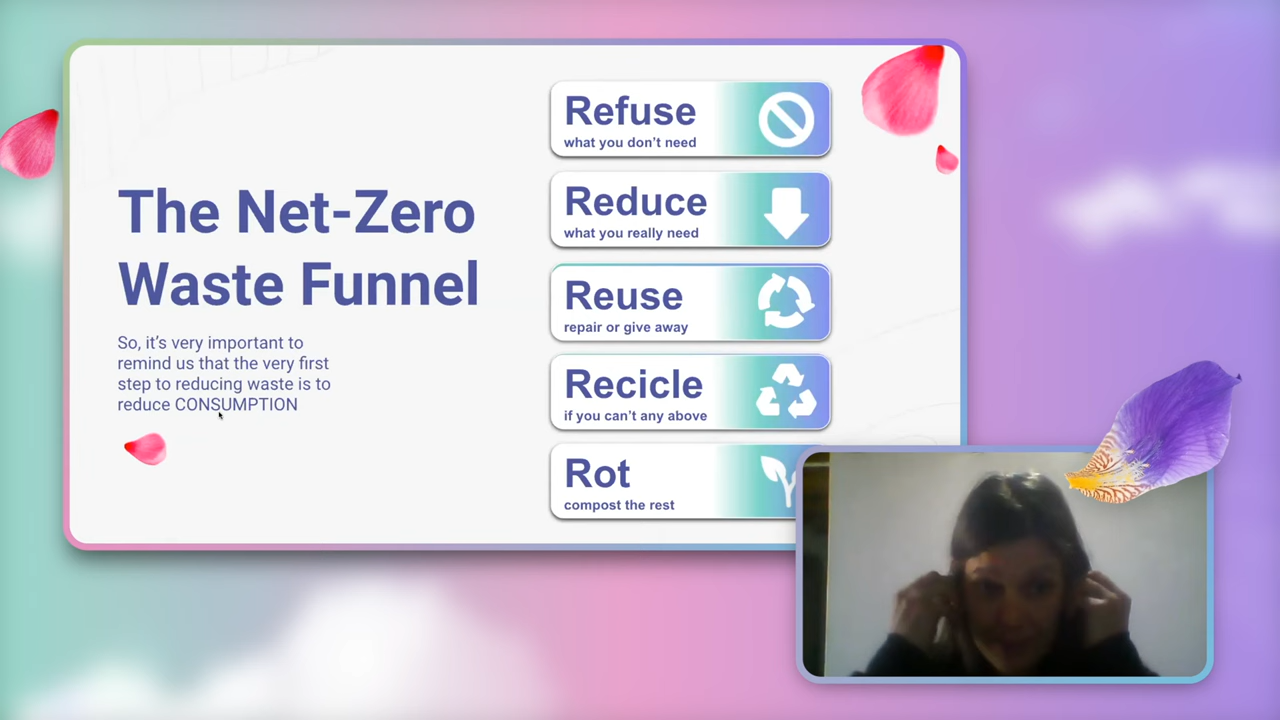 The Net-Zero
Waste Funnel
So, it’s very important to
remind us that the very first
step to reducing waste is to
reduce CONSUMPTION
Refuse
what you don’t need
Reduce
what you really need
Reuse
repair or give away
Recicle
if you can’t any above
Rot
compost the rest